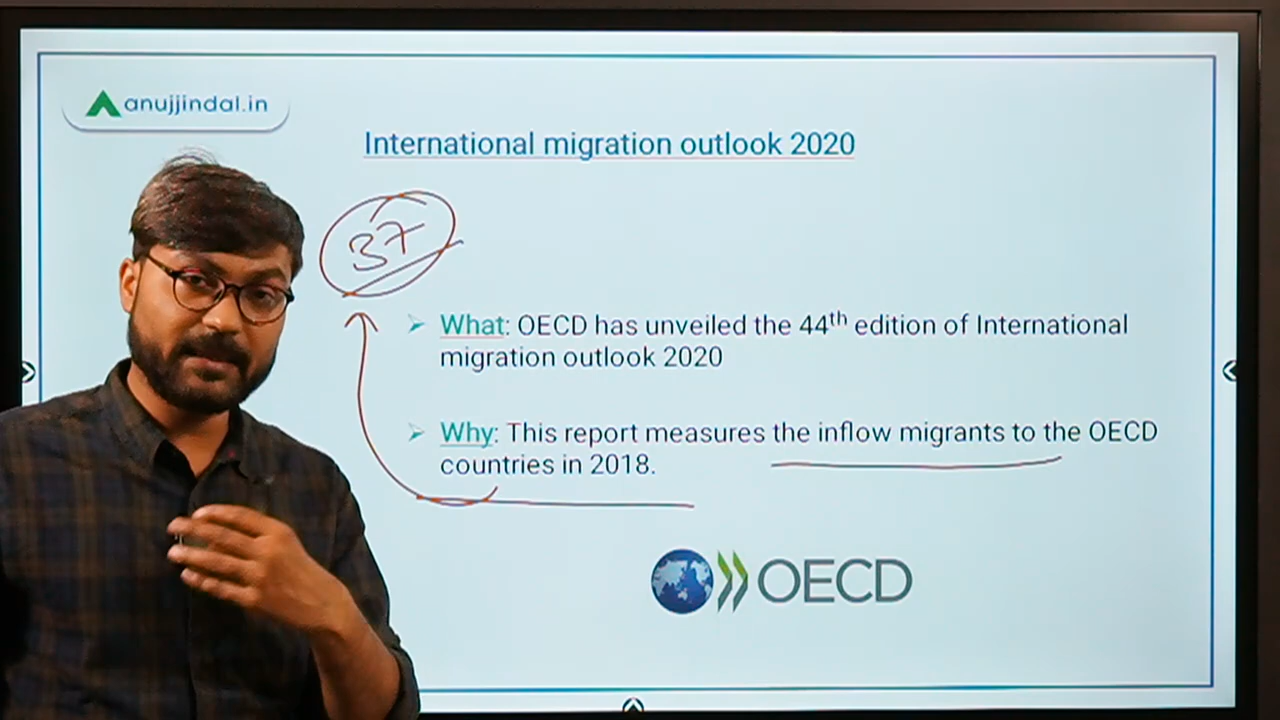 anujjindal.in
International migration outlook 2020
37
What: OECD has unveiled the 44th edition of International
migration outlook 2020
Why: This report measures the inflow migrants to the OECD
countries in 2018.
OECD